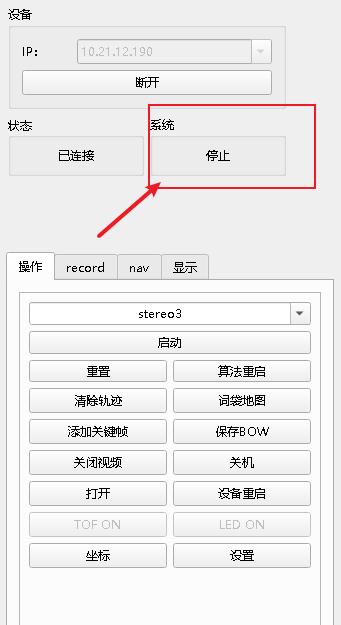 设备
IP: 10.21.12.190
断开
状态 系统
已连接 停止
操作 record nav 显示
stereo3
启动
重置 算法重启
清除轨迹 词袋地图
添加关键帧 保存BOW
关闭视频 关机
打开 设备重启
TOF ON LED ON
坐标 设置